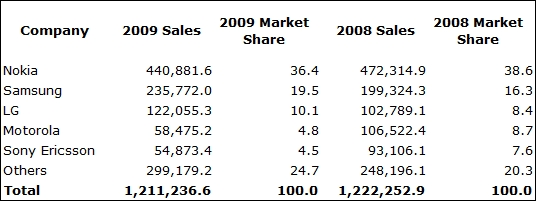 Company 2009 Sales 2009 Market Share 2008 Sales 2008 Market Share
Nokia 440,881.6 36.4 472,314.9 38.6
Samsung 235,772.0 19.5 199,324.3 16.3
LG 122,055.3 10.1 102,789.1 8.4
Motorola 58,475.2 4.8 106,522.4 8.7
Sony Ericsson 54,873.4 4.5 93,106.1 7.6
Others 299,179.2 24.7 248,196.1 20.3
Total 1,211,236.6 100.0 1,222,252.9 100.0